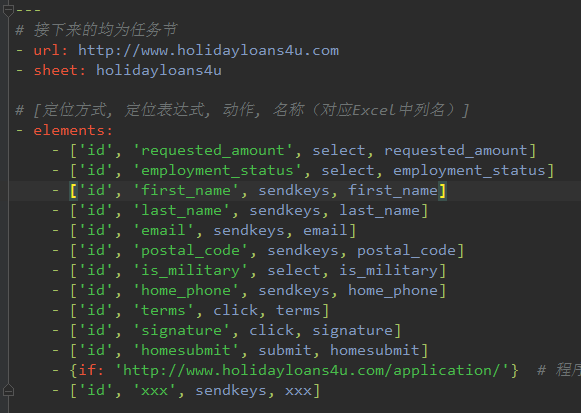 ---
# 接下来的均为任务节
- url: http://www.holidayloans4u.com
- sheet: holidayloans4u
# [定位方式, 定位表达式, 动作, 名称（对应Excel中列名）]
- elements:
- ['id', 'requested_amount', select, requested_amount]
- ['id', 'employment_status', select, employment_status]
- ['id', 'first_name', sendkeys, first_name]
- ['id', 'last_name', sendkeys, last_name]
- ['id', 'email', sendkeys, email]
- ['id', 'postal_code', sendkeys, postal_code]
- ['id', 'is_military', select, is_military]
- ['id', 'home_phone', sendkeys, home_phone]
- ['id', 'terms', click, terms]
- ['id', 'signature', click, signature]
- ['id', 'homesubmit', submit, homesubmit]
- {if: 'http://www.holidayloans4u.com/application/'}  # 程序
- ['id', 'xxx', sendkeys, xxx]